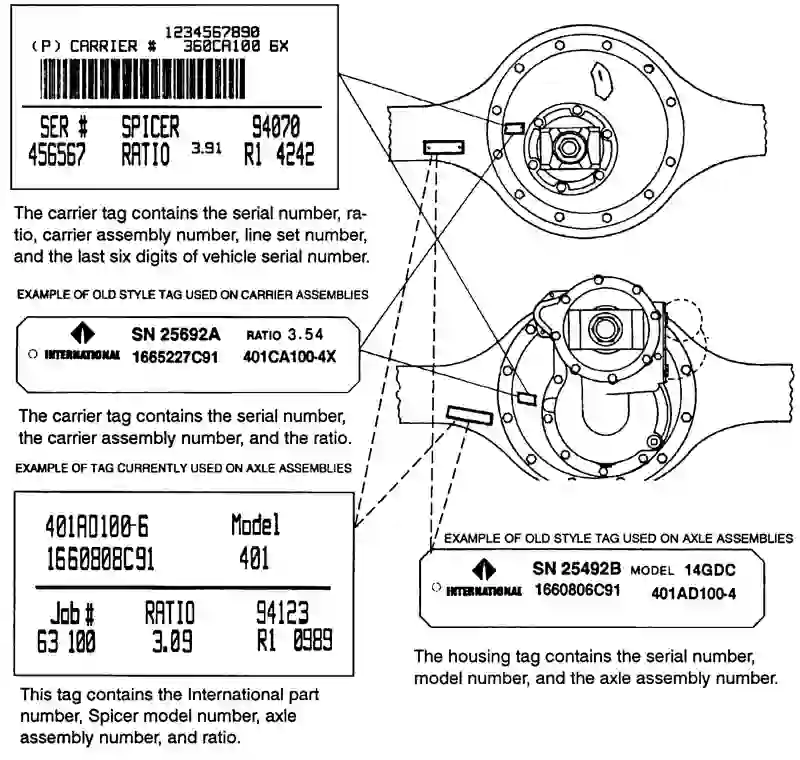 1234567890
(P) CARRIER # 360CA100 6X
SER # SPICER 94070
456567 RATIO 3.91 R1 4242
The carrier tag contains the serial number, ra-
tio, carrier assembly number, line set number,
and the last six digits of vehicle serial number.
EXAMPLE OF OLD STYLE TAG USED ON CARRIER ASSEMBLIES
SN 25692A RATIO 3.54
INTERNATIONAL 1665227C91 401CA100-4X
The carrier tag contains the serial number,
the carrier assembly number, and the ratio.
EXAMPLE OF TAG CURRENTLY USED ON AXLE ASSEMBLIES
401AD100-6 Model
1660808C91 401
Job # RATIO 94123
63 100 3.09 R1 0989
This tag contains the International part
number, Spicer model number, axle
assembly number, and ratio.
EXAMPLE OF OLD STYLE TAG USED ON AXLE ASSEMBLIES
SN 25492B MODEL 14GDC
INTERNATIONAL 1660806C91 401AD100-4
The housing tag contains the serial number,
model number, and the axle assembly number.